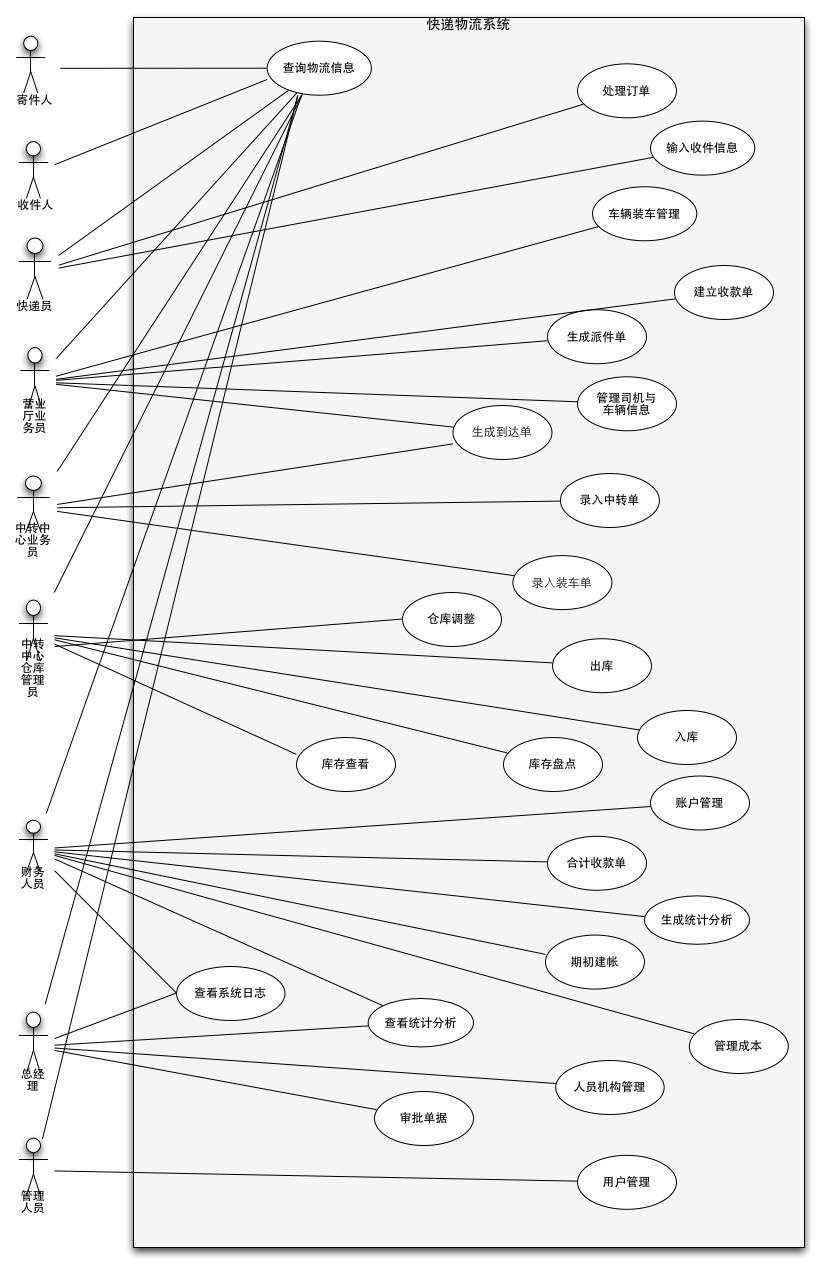 快递物流系统
寄件人
查询物流信息
处理订单
输入收件信息
收件人
车辆装车管理
快递员
建立收款单
生成派件单
营业
厅业
务员
管理司机与
车辆信息
生成到达单
录入中转单
中转中
心业务
员
录入装车单
仓库调整
中转
中心
仓库
管理
员
出库
入库
库存查看
库存盘点
账户管理
财务
人员
合计收款单
生成统计分析
期初建帐
查看系统日志
查看统计分析
管理成本
总经
理
人员机构管理
审批单据
管理
人员
用户管理